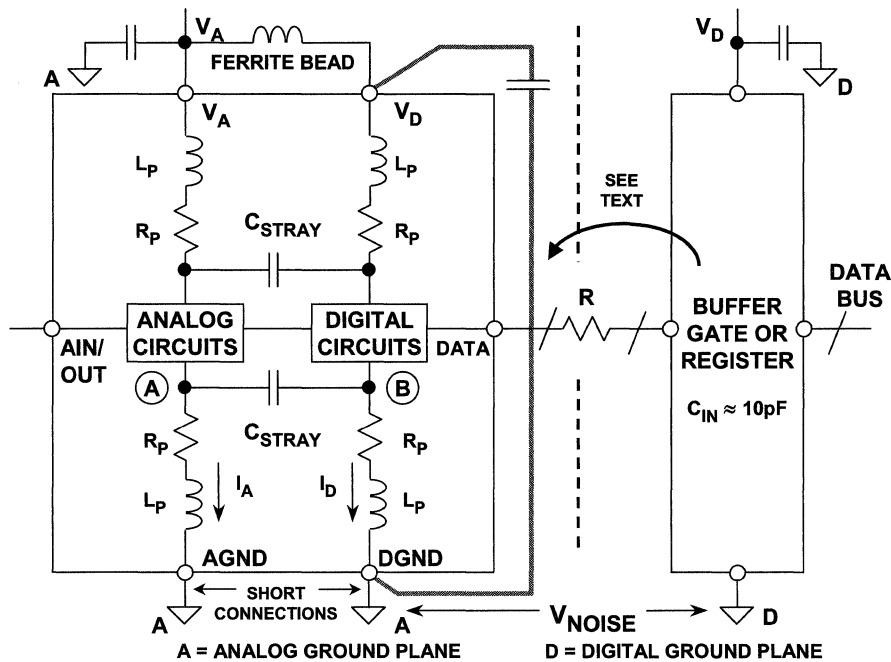 VA
VD
FERRITE BEAD
A
D
VA
VD
LP
LP
SEE
TEXT
RP
CSTRAY
RP
R
DATA
BUS
ANALOG
CIRCUITS
DIGITAL
CIRCUITS
BUFFER
GATE OR
REGISTER
AIN/
OUT
DATA
A
B
CIN ≈ 10pF
CSTRAY
RP
RP
IA
ID
LP
LP
AGND
DGND
SHORT
CONNECTIONS
A
A
VNOISE
D
A = ANALOG GROUND PLANE
D = DIGITAL GROUND PLANE